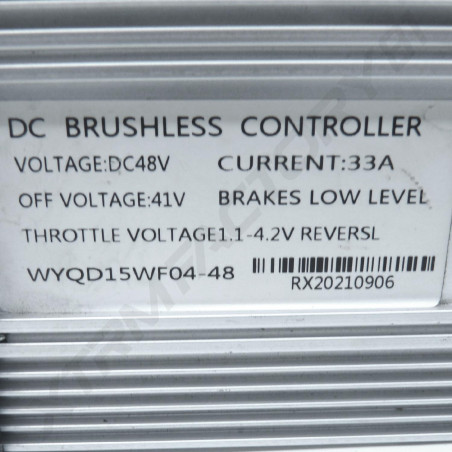 DC BRUSHLESS CONTROLLER
VOLTAGE:DC48V CURRENT:33A
OFF VOLTAGE:41V BRAKES LOW LEVEL
THROTTLE VOLTAGE1.1-4.2V REVERSL
WYQD15WF04-48
RX20210906